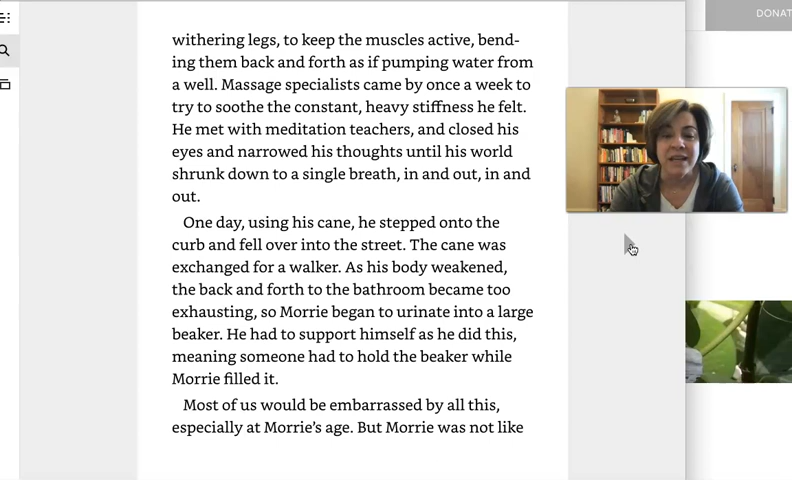 DONAT
withering legs, to keep the muscles active, bend-
ing them back and forth as if pumping water from
a well. Massage specialists came by once a week to
try to soothe the constant, heavy stiffness he felt.
He met with meditation teachers, and closed his
eyes and narrowed his thoughts until his world
shrunk down to a single breath, in and out, in and
out.
One day, using his cane, he stepped onto the
curb and fell over into the street. The cane was
exchanged for a walker. As his body weakened,
the back and forth to the bathroom became too
exhausting, so Morrie began to urinate into a large
beaker. He had to support himself as he did this,
meaning someone had to hold the beaker while
Morrie filled it.
Most of us would be embarrassed by all this,
especially at Morrie’s age. But Morrie was not like